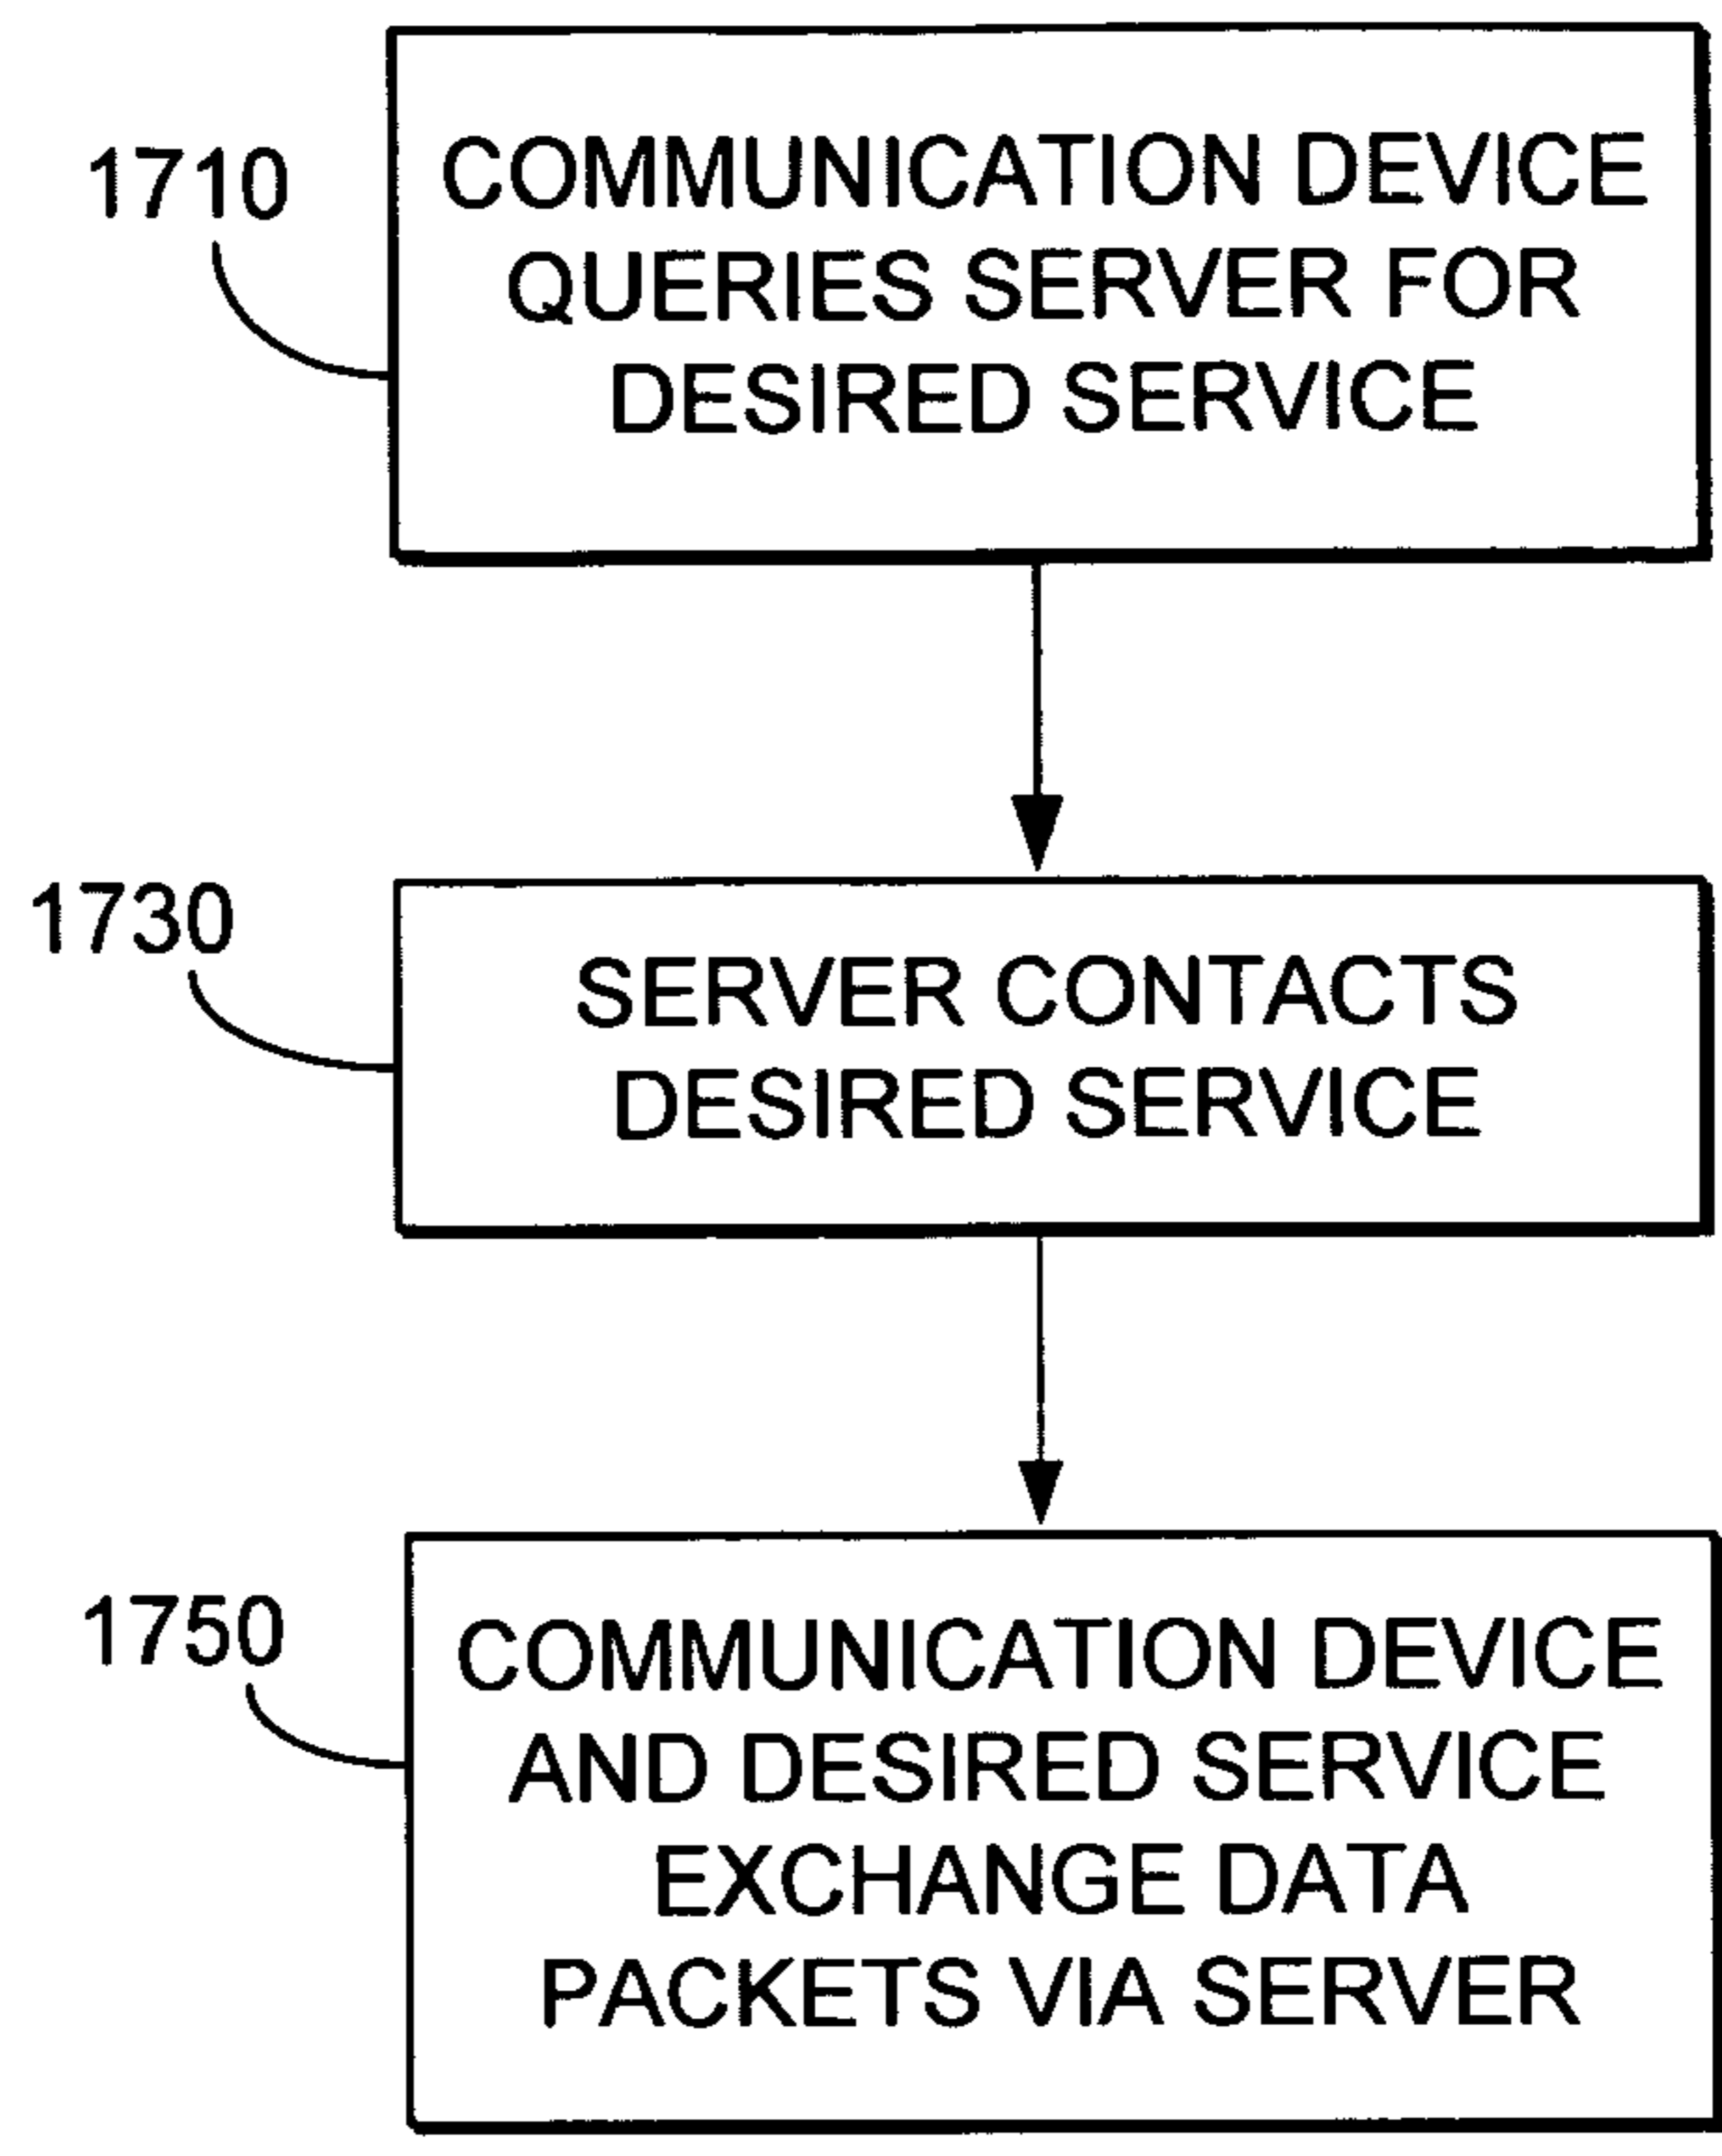 1710
COMMUNICATION DEVICE
QUERIES SERVER FOR
DESIRED SERVICE
1730
SERVER CONTACTS
DESIRED SERVICE
1750
COMMUNICATION DEVICE
AND DESIRED SERVICE
EXCHANGE DATA
PACKETS VIA SERVER